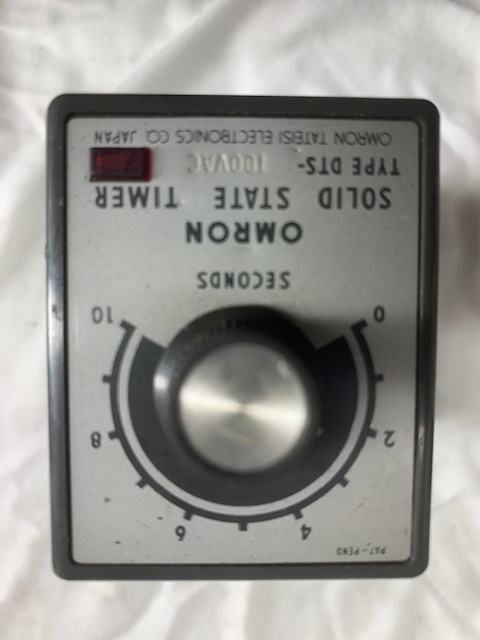 PAT-PEND
4
6
2
8
0
10
SECONDS
OMRON
SOLID STATE TIMER
TYPE DTS- 100VAC
OMRON TATEISI ELECTRONICS CO. JAPAN